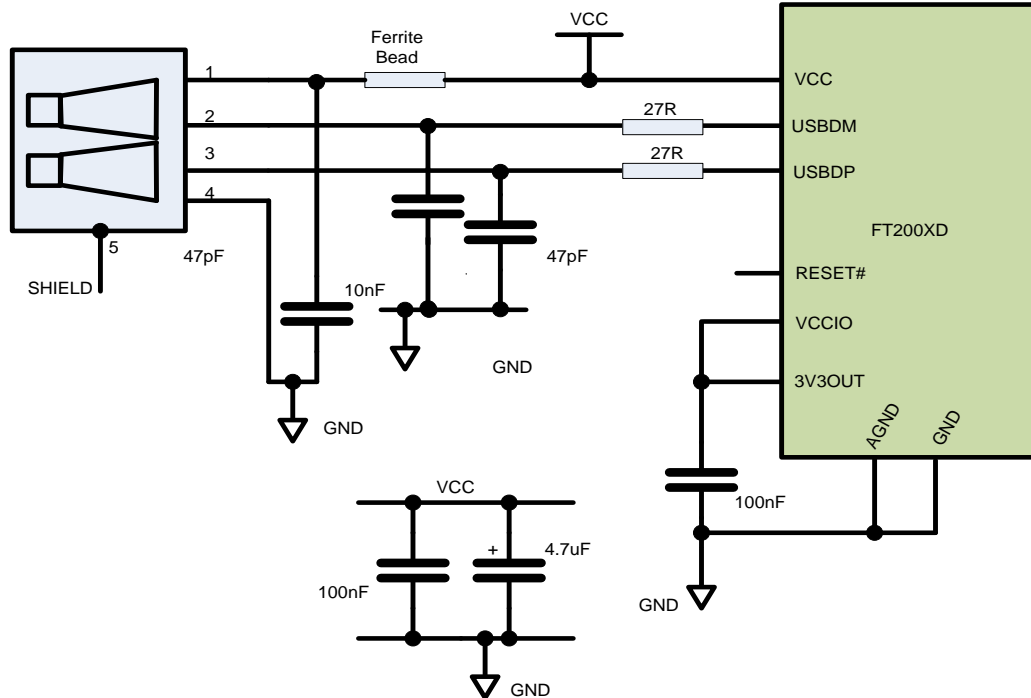 VCC
Ferrite
Bead
1
VCC
27R
2
USBDM
27R
3
USBDP
4
FT200XD
5
47pF
47pF
SHIELD
RESET#
10nF
VCCIO
GND
3V3OUT
GND
AGND
GND
VCC
100nF
+
4.7uF
100nF
GND
GND